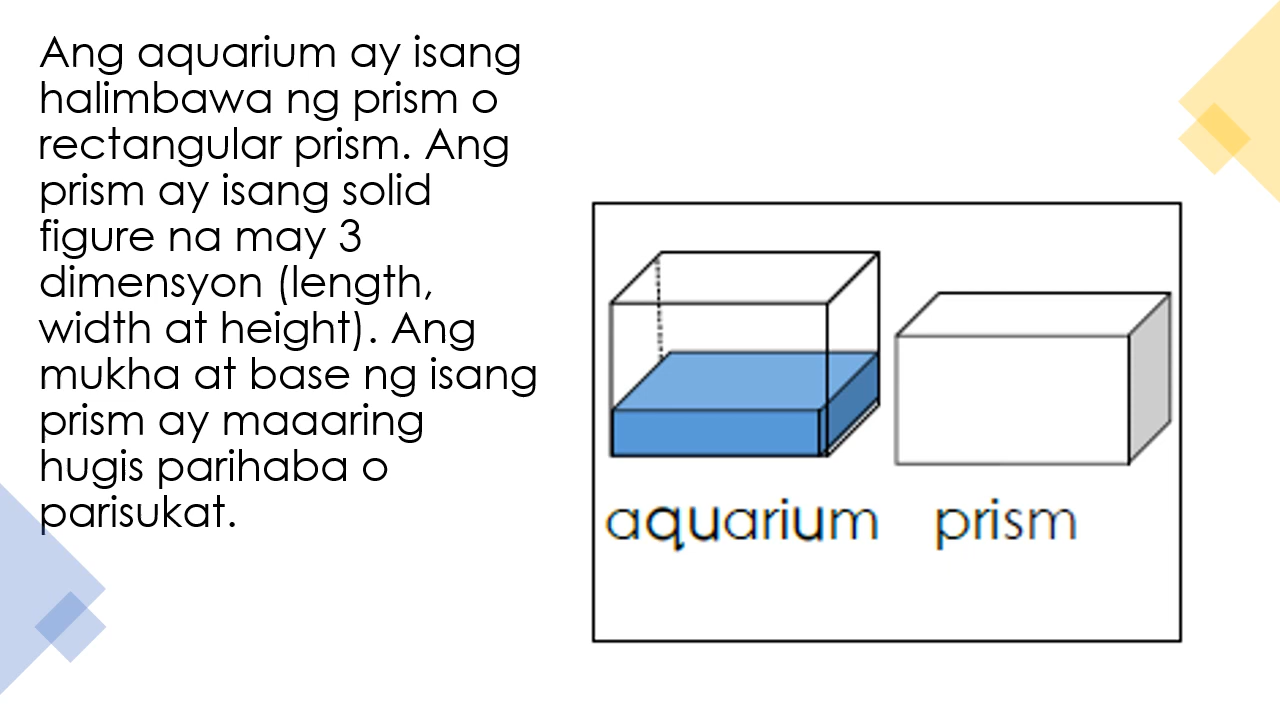 Ang aquarium ay isang
halimbawa ng prism o
rectangular prism. Ang
prism ay isang solid
figure na may 3
dimensyon (length,
width at height). Ang
mukha at base ng isang
prism ay maaaring
hugis parihaba o
parisukat.
aquarium prism